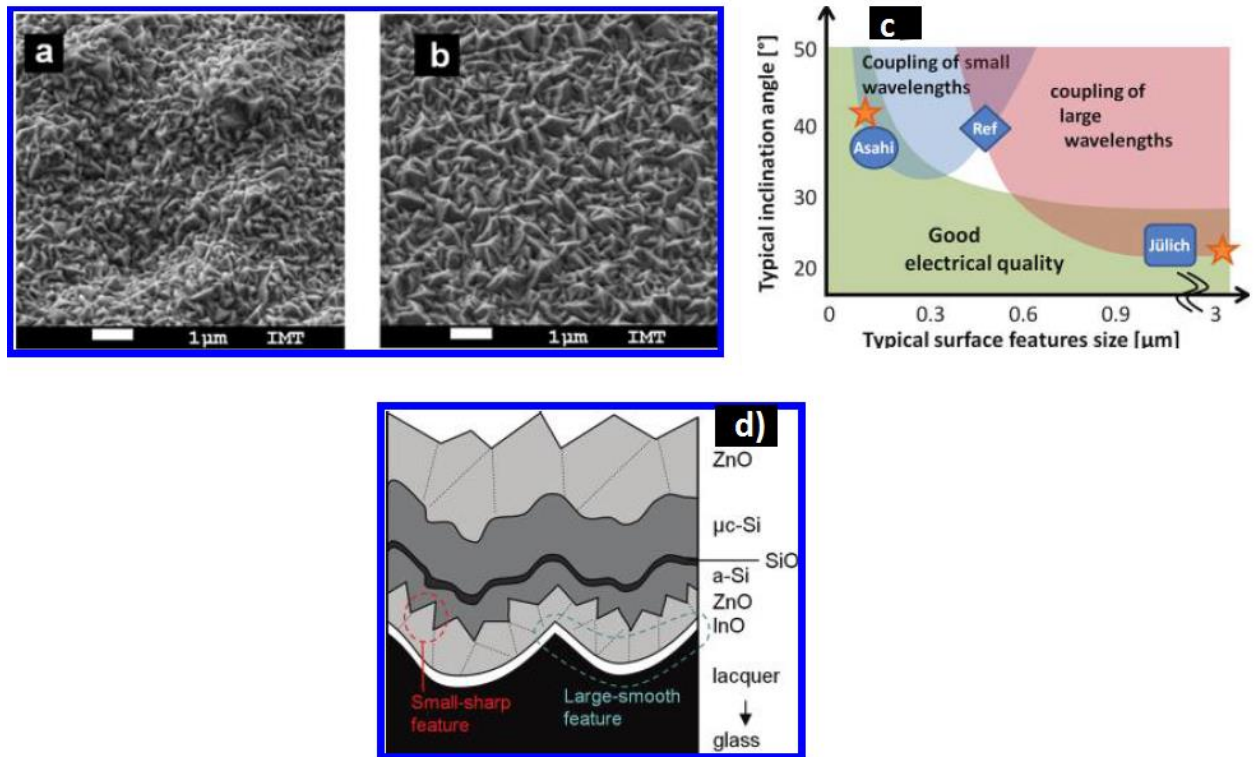 a
1µm IMT
b
1µm IMT
c
Typical inclination angle [°]
50
40
30
20
Coupling of small
wavelengths
coupling of
large
wavelengths
Ref
Asahi
Jülich
Good
electrical quality
0 0.3 0.6 0.9 3
Typical surface features size [µm]
d)
ZnO
µc-Si
SiO
a-Si
ZnO
InO
lacquer
glass
Small-sharp
feature
Large-smooth
feature